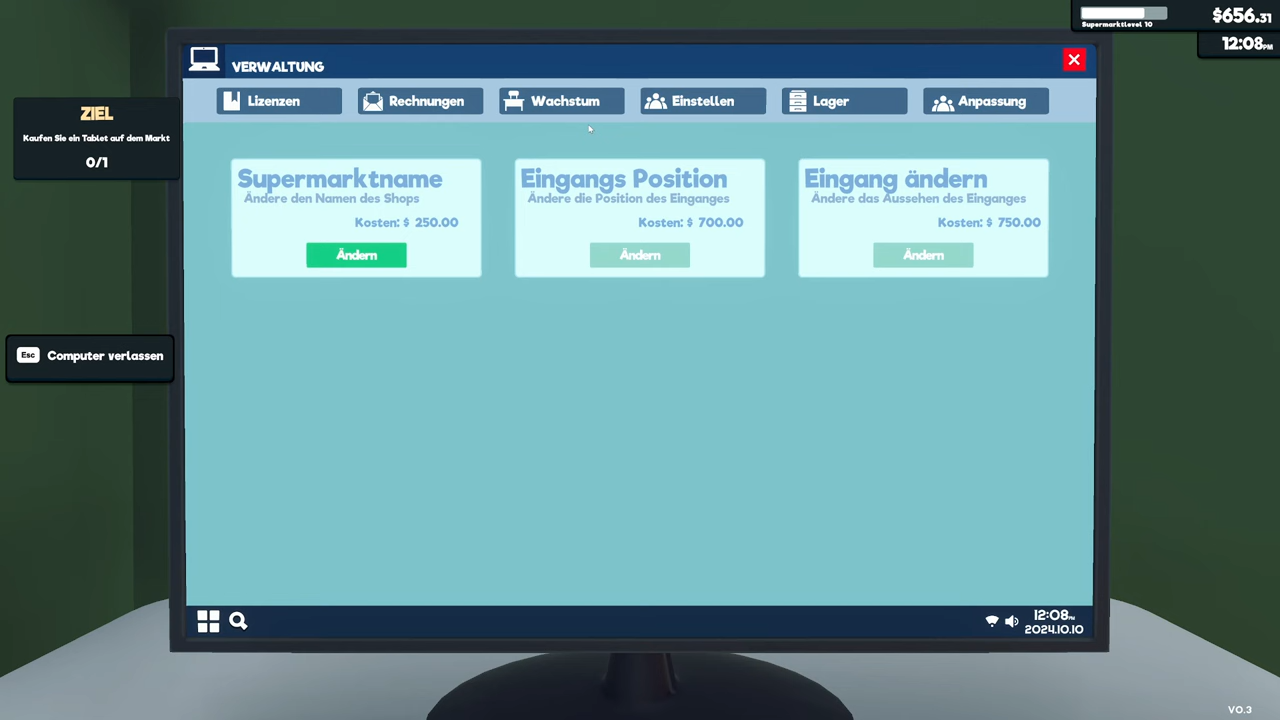 $656.31
Supermarktlevel 10
12:08PM
VERWALTUNG
Lizenzen
Rechnungen
Wachstum
Einstellen
Lager
Anpassung
ZIEL
Kaufen Sie ein Tablet auf dem Markt
0/1
Supermarktname
Ändere den Namen des Shops
Kosten: $ 250.00
Ändern
Eingangs Position
Ändere die Position des Einganges
Kosten: $ 700.00
Ändern
Eingang ändern
Ändere das Aussehen des Einganges
Kosten: $ 750.00
Ändern
Esc Computer verlassen
12:08PM
2024.10.10
V0.3